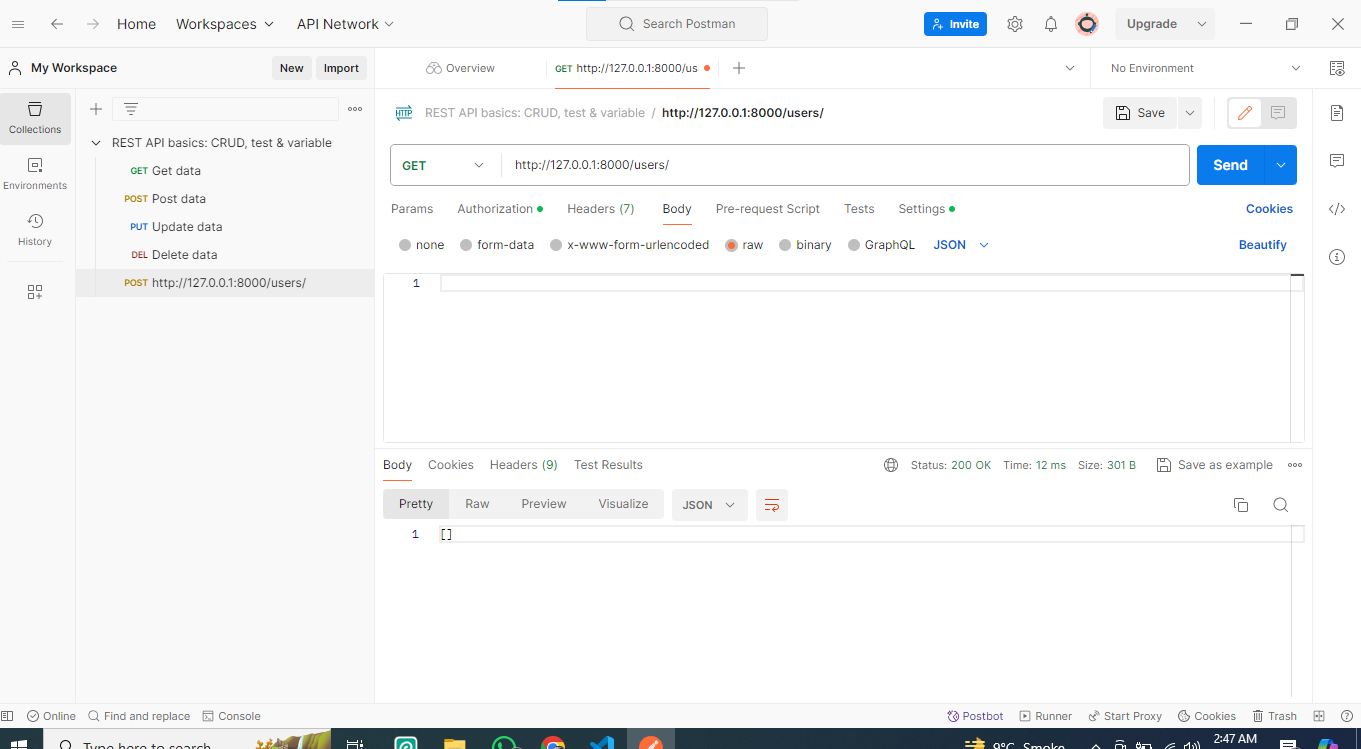 Home Workspaces API Network Search Postman Invite Upgrade
My Workspace New Import Overview GET http://127.0.0.1:8000/us No Environment
Collections
Environments
History
REST API basics: CRUD, test & variable
GET Get data
POST Post data
PUT Update data
DEL Delete data
POST http://127.0.0.1:8000/users/
HTTP REST API basics: CRUD, test & variable / http://127.0.0.1:8000/users/ Save
GET http://127.0.0.1:8000/users/ Send
Params Authorization Headers (7) Body Pre-request Script Tests Settings Cookies
none form-data x-www-form-urlencoded raw binary GraphQL JSON Beautify
1
Body Cookies Headers (9) Test Results Status: 200 OK Time: 12 ms Size: 301 B Save as example
Pretty Raw Preview Visualize JSON
1 []
Online Find and replace Console Postbot Runner Start Proxy Cookies Trash
Type here to search 9°C Smoke 2:47 AM